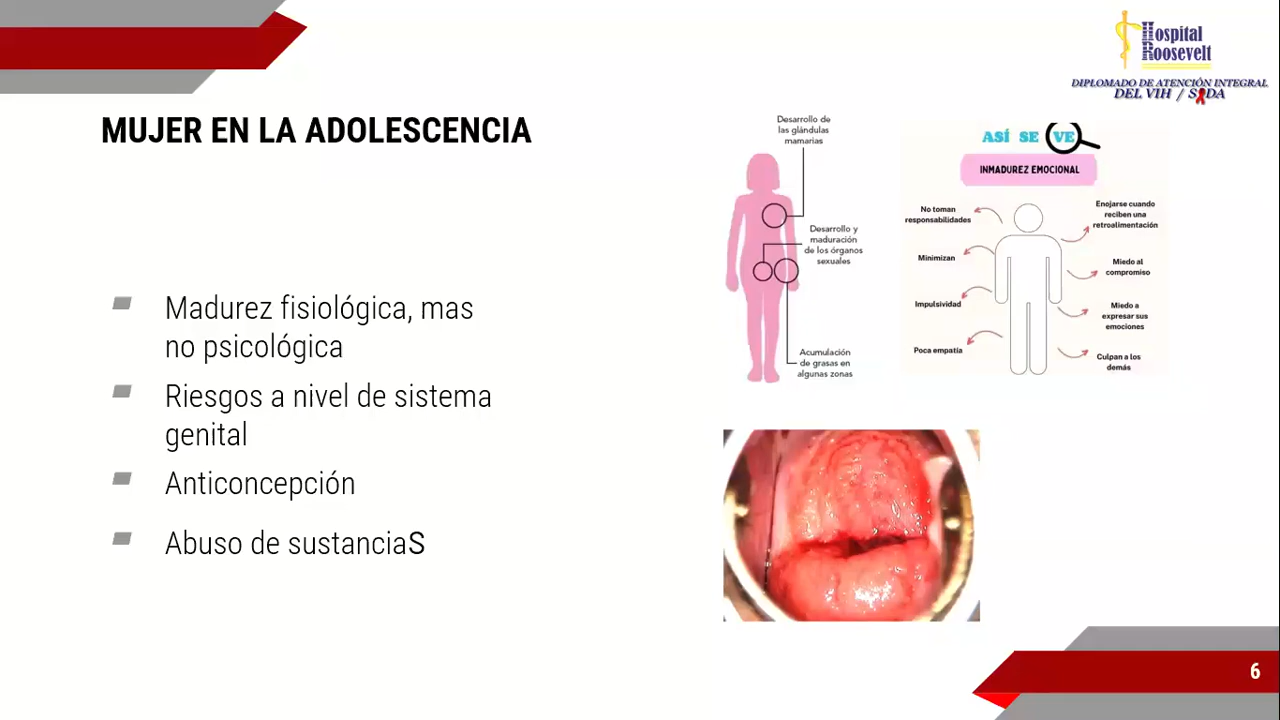 Hospital
Roosevelt
DIPLOMADO DE ATENCIÓN INTEGRAL
DEL VIH / SIDA
MUJER EN LA ADOLESCENCIA
Madurez fisiológica, mas
no psicológica
Riesgos a nivel de sistema
genital
Anticoncepción
Abuso de sustanciaS
Desarrollo de
las glándulas
mamarias
Desarrollo y
maduración
de los órganos
sexuales
Acumulación
de grasas en
algunas zonas
ASÍ SE VE
INMADUREZ EMOCIONAL
No toman
responsabilidades
Minimizan
Impulsividad
Poca empatía
Enojarse cuando
reciben una
retroalimentación
Miedo al
compromiso
Miedo a
expresar sus
emociones
Culpan a los
demás
6